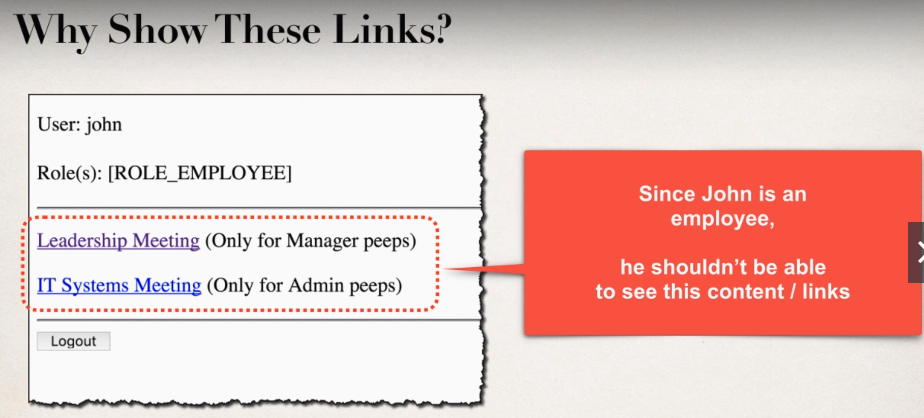 Why Show These Links?
User: john
Role(s): [ROLE_EMPLOYEE]
Leadership Meeting (Only for Manager peeps)
IT Systems Meeting (Only for Admin peeps)
Logout
Since John is an
employee,
he shouldn’t be able
to see this content / links